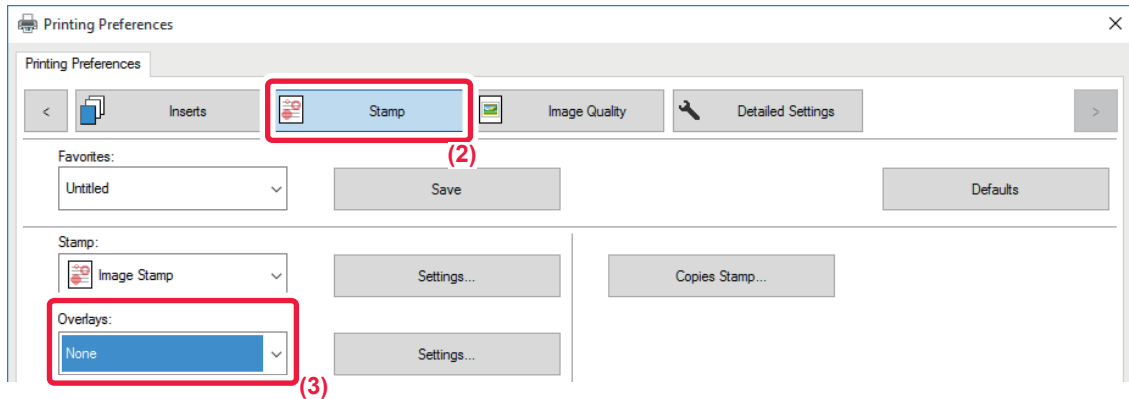 Printing Preferences
Printing Preferences
< Inserts Stamp Image Quality Detailed Settings >
(2)
Favorites:
Untitled Save Defaults
Stamp:
Image Stamp Settings... Copies Stamp...
Overlays:
None Settings...
(3)